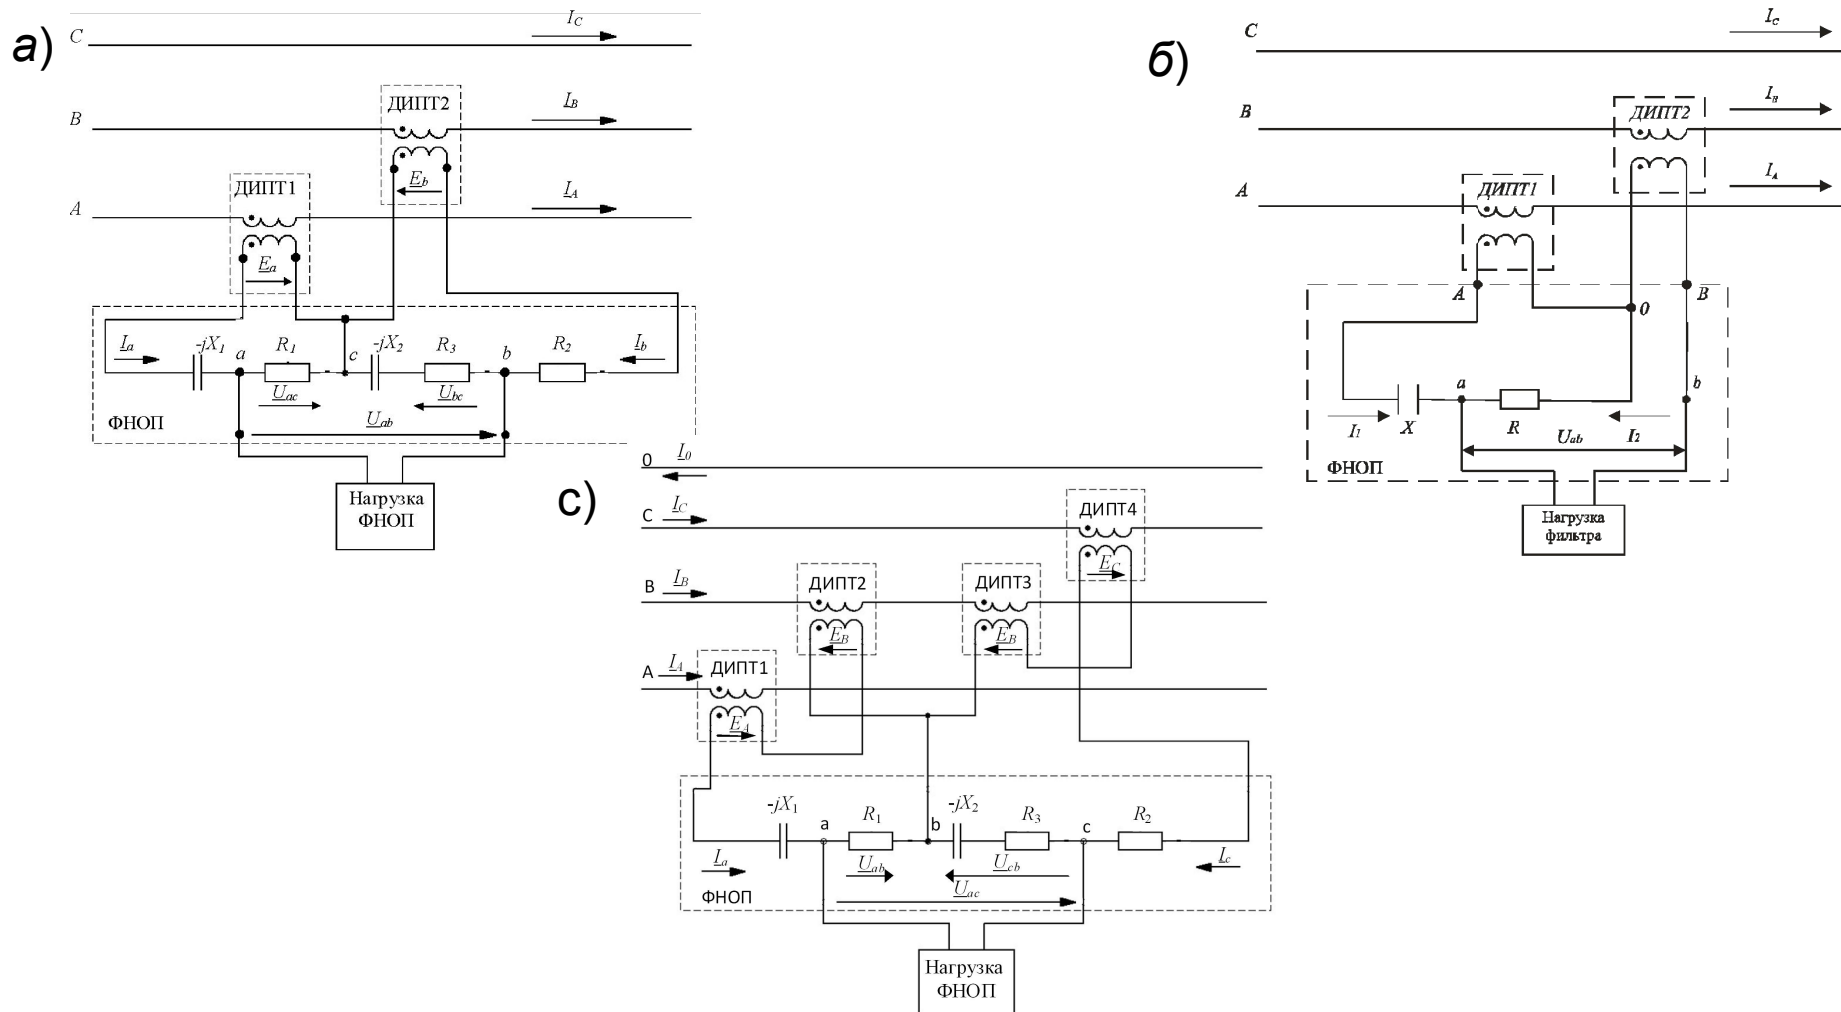 а)
C
I_C
B
ДИПТ2
I_B
E_b
A
ДИПТ1
I_A
E_a
I_a
-jX_1
a
R_1
c
-jX_2
R_3
b
R_2
I_b
U_ac
U_bc
U_ab
ФНОП
Нагрузка
ФНОП
б)
C
I_C
B
ДИПТ2
I_B
A
ДИПТ1
I_A
A
0
B
a
b
I_1
X
R
U_ab
I_2
ФНОП
Нагрузка
фильтра
с)
0
I_0
C
I_C
ДИПТ4
E_C
B
I_B
ДИПТ2
ДИПТ3
E_B
E_B
A
I_A
ДИПТ1
E_A
-jX_1
a
R_1
b
-jX_2
R_3
c
R_2
I_a
U_ab
U_cb
I_c
U_ac
ФНОП
Нагрузка
ФНОП